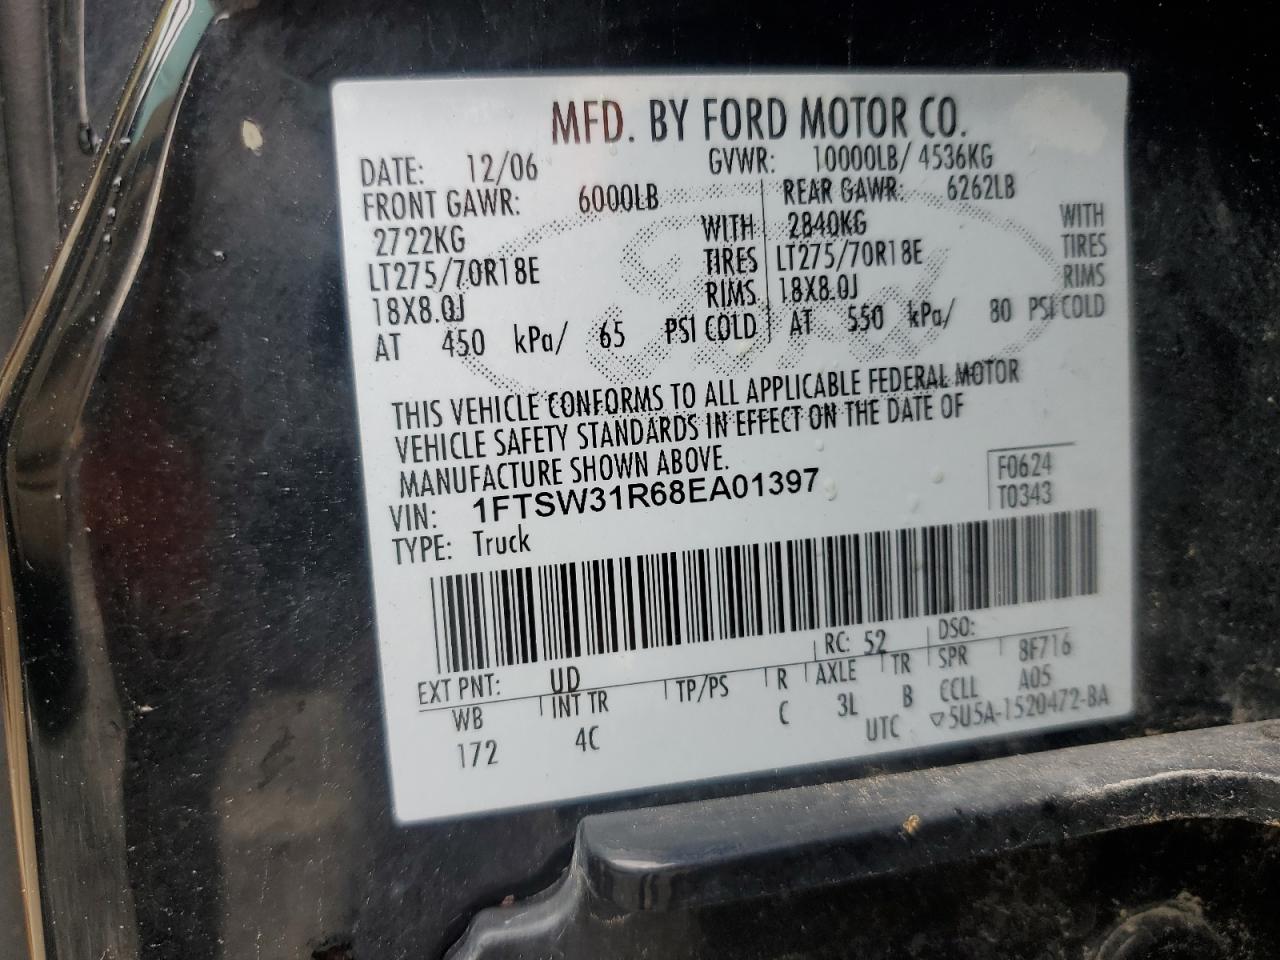 MFD. BY FORD MOTOR CO.
DATE: 12/06 GVWR: 10000LB/ 4536KG
FRONT GAWR: 6000LB REAR GAWR: 6262LB
2722KG WITH 2840KG WITH
LT275/70R18E TIRES LT275/70R18E TIRES
18X8.0J RIMS 18X8.0J RIMS
AT 450 kPa/ 65 PSI COLD AT 550 kPa/ 80 PSI COLD
THIS VEHICLE CONFORMS TO ALL APPLICABLE FEDERAL MOTOR
VEHICLE SAFETY STANDARDS IN EFFECT ON THE DATE OF
MANUFACTURE SHOWN ABOVE.
F0624
VIN: 1FTSW31R68EA01397
T0343
TYPE: Truck
EXT PNT: UD RC: 52 DSO:
WB INT TR TP/PS R AXLE TR SPR 8F716
172 4C C 3L B CCLL A05
UTC ▽5U5A-1520472-BA